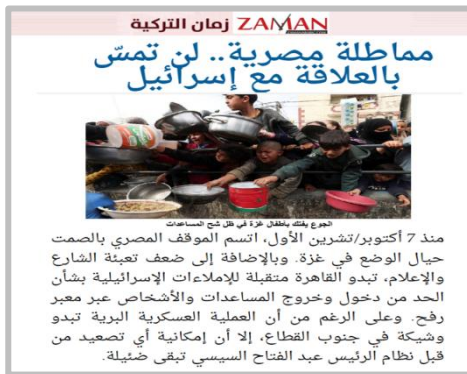 ZAMAN زمان التركية
مماطلة مصرية.. لن تمسّ
بالعلاقة مع إسرائيل
الجوع يفتك بأطفال غزة في ظل شح المساعدات
منذ 7 أكتوبر/تشرين الأول، اتسم الموقف المصري بالصمت
حيال الوضع في غزة. وبالإضافة إلى ضعف تعبئة الشارع
والإعلام، تبدو القاهرة متقبلة للإملاءات الإسرائيلية بشأن
الحد من دخول وخروج المساعدات والأشخاص عبر معبر
رفح. وعلى الرغم من أن العملية العسكرية البرية تبدو
وشيكة في جنوب القطاع، إلا أن إمكانية أي تصعيد من
قبل نظام الرئيس عبد الفتاح السيسي تبقى ضئيلة.